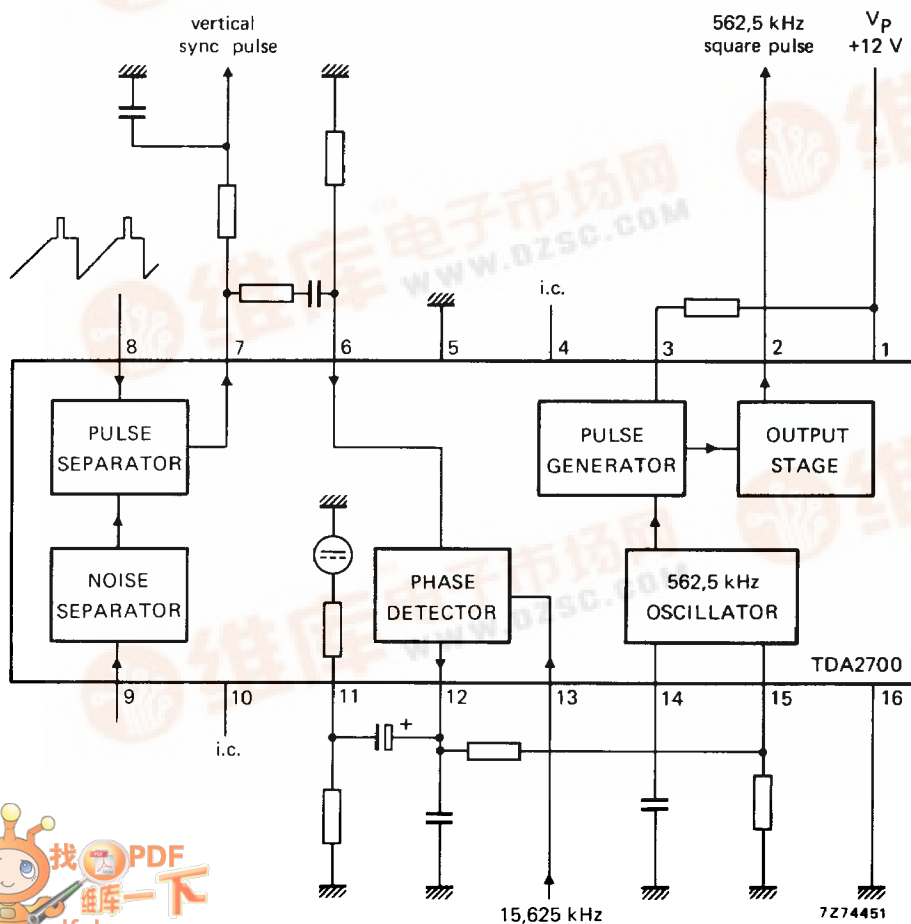 vertical
sync pulse
562,5 kHz
square pulse
VP
+12 V
维库电子市场网™
WWW.DZSC.COM
i.c.
8
7
6
5
4
3
2
1
PULSE
SEPARATOR
PULSE
GENERATOR
OUTPUT
STAGE
NOISE
SEPARATOR
PHASE
DETECTOR
562,5 kHz
OSCILLATOR
TDA2700
9
10
11
12
13
14
15
16
i.c.
+
15,625 kHz
7Z74451
找PDF
维库一下